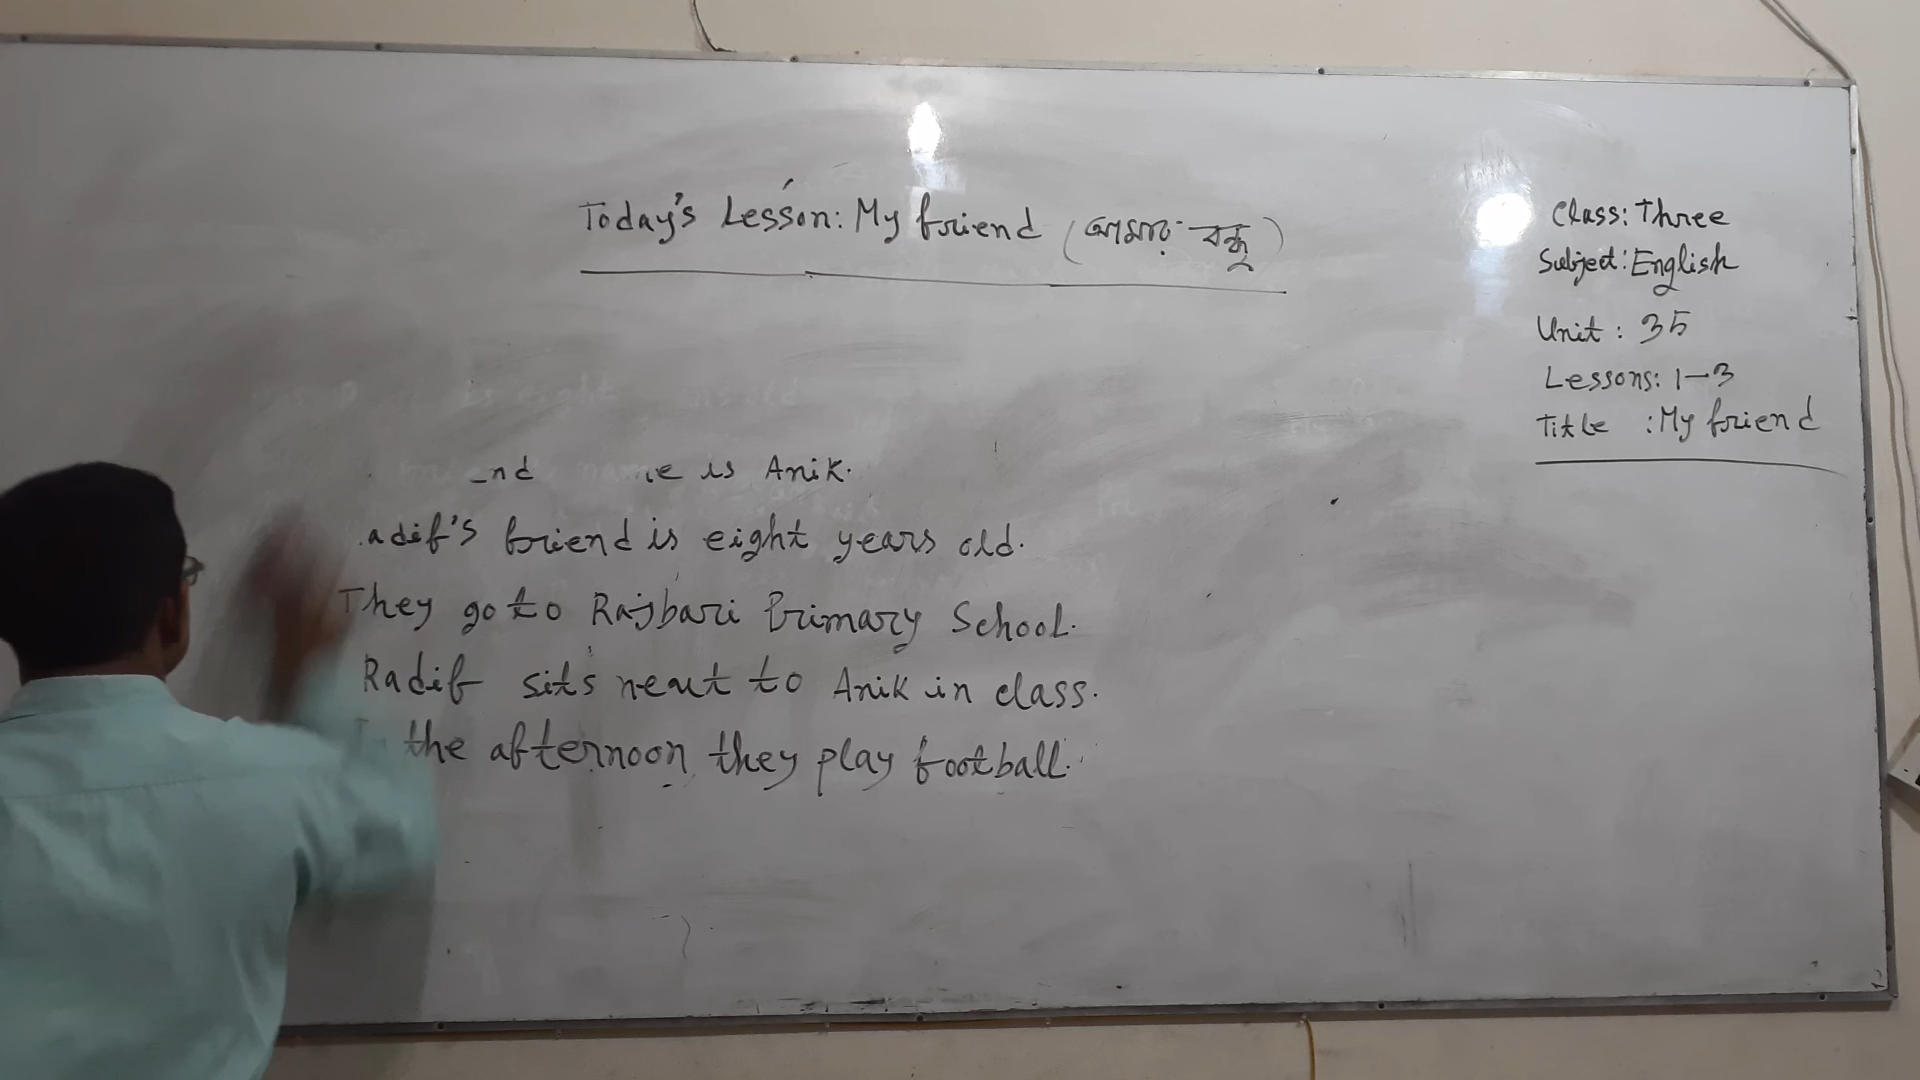 Today's Lesson: My friend (আমার বন্ধু)
Class: Three
Subject: English
Unit : 35
Lessons: 1-3
Title : My friend
is Anik.
friend is eight years old.
They go to Rajbari Primary School.
Radif sits next to Anik in class.
the afternoon they play football.